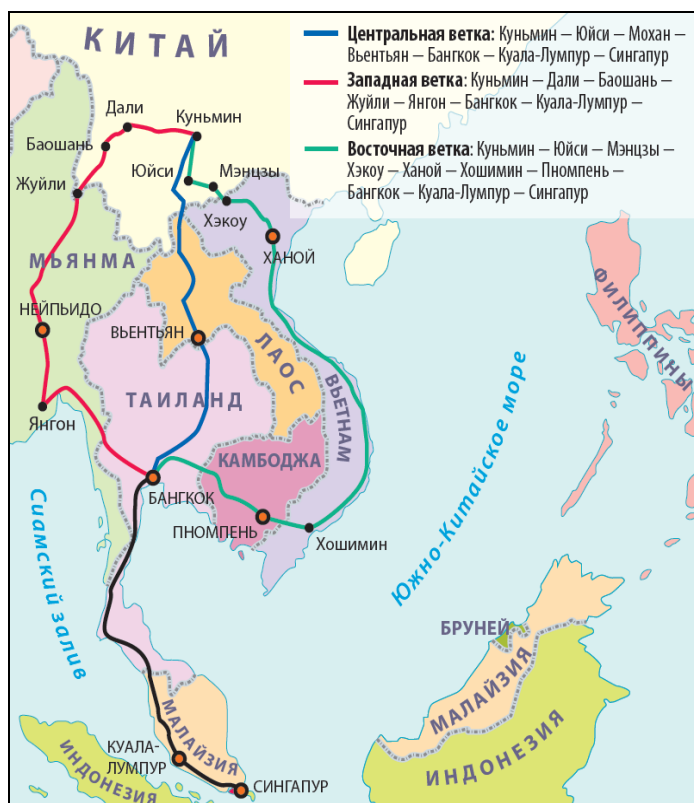 КИТАЙ
Центральная ветка: Куньмин – Юйси – Мохан –
Вьентьян – Бангкок – Куала-Лумпур – Сингапур
Западная ветка: Куньмин – Дали – Баошань –
Жуйли – Янгон – Бангкок – Куала-Лумпур –
Сингапур
Восточная ветка: Куньмин – Юйси – Мэнцзы –
Хэкоу – Ханой – Хошимин – Пномпень –
Бангкок – Куала-Лумпур – Сингапур
Дали
Куньмин
Баошань
Юйси
Мэнцзы
Жуйли
Хэкоу
МЬЯНМА
ХАНОЙ
ФИЛИППИНЫ
НЕЙПЬИДО
ВЬЕНТЬЯН
ЛАОС
ТАИЛАНД
ВЬЕТНАМ
Янгон
КАМБОДЖА
БАНГКОК
ПНОМПЕНЬ
Хошимин
Южно-Китайское море
Сиамский залив
БРУНЕЙ
МАЛАЙЗИЯ
МАЛАЙЗИЯ
КУАЛА-
ЛУМПУР
ИНДОНЕЗИЯ
СИНГАПУР
ИНДОНЕЗИЯ